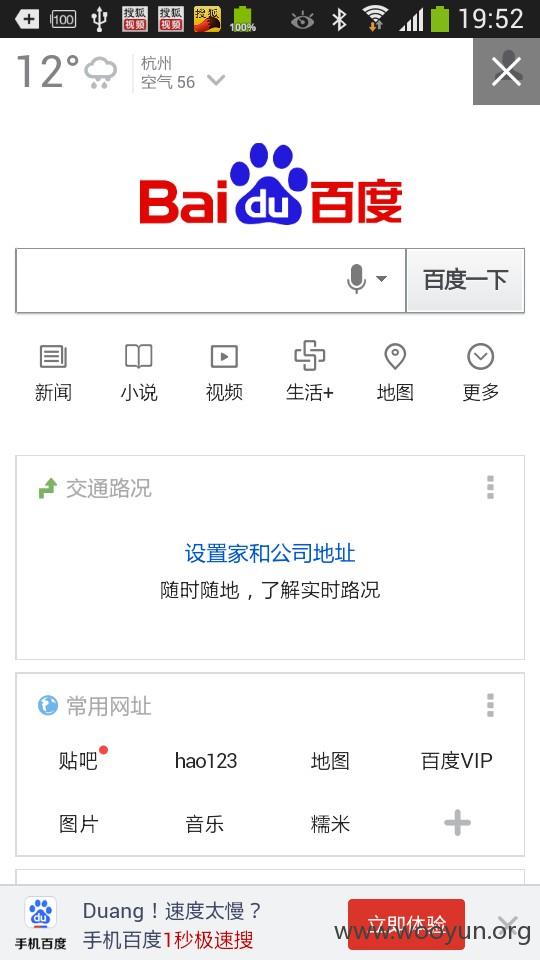 100
搜狐
视频
搜狐
视频
搜狐
100%
19:52
12°
杭州
空气 56
Bai du 百度
百度一下
新闻
小说
视频
生活+
地图
更多
交通路况
设置家和公司地址
随时随地，了解实时路况
常用网址
贴吧
hao123
地图
百度VIP
图片
音乐
糯米
du
手机百度
Duang！速度太慢？
手机百度1秒极速搜
立即体验
www.wooyun.org